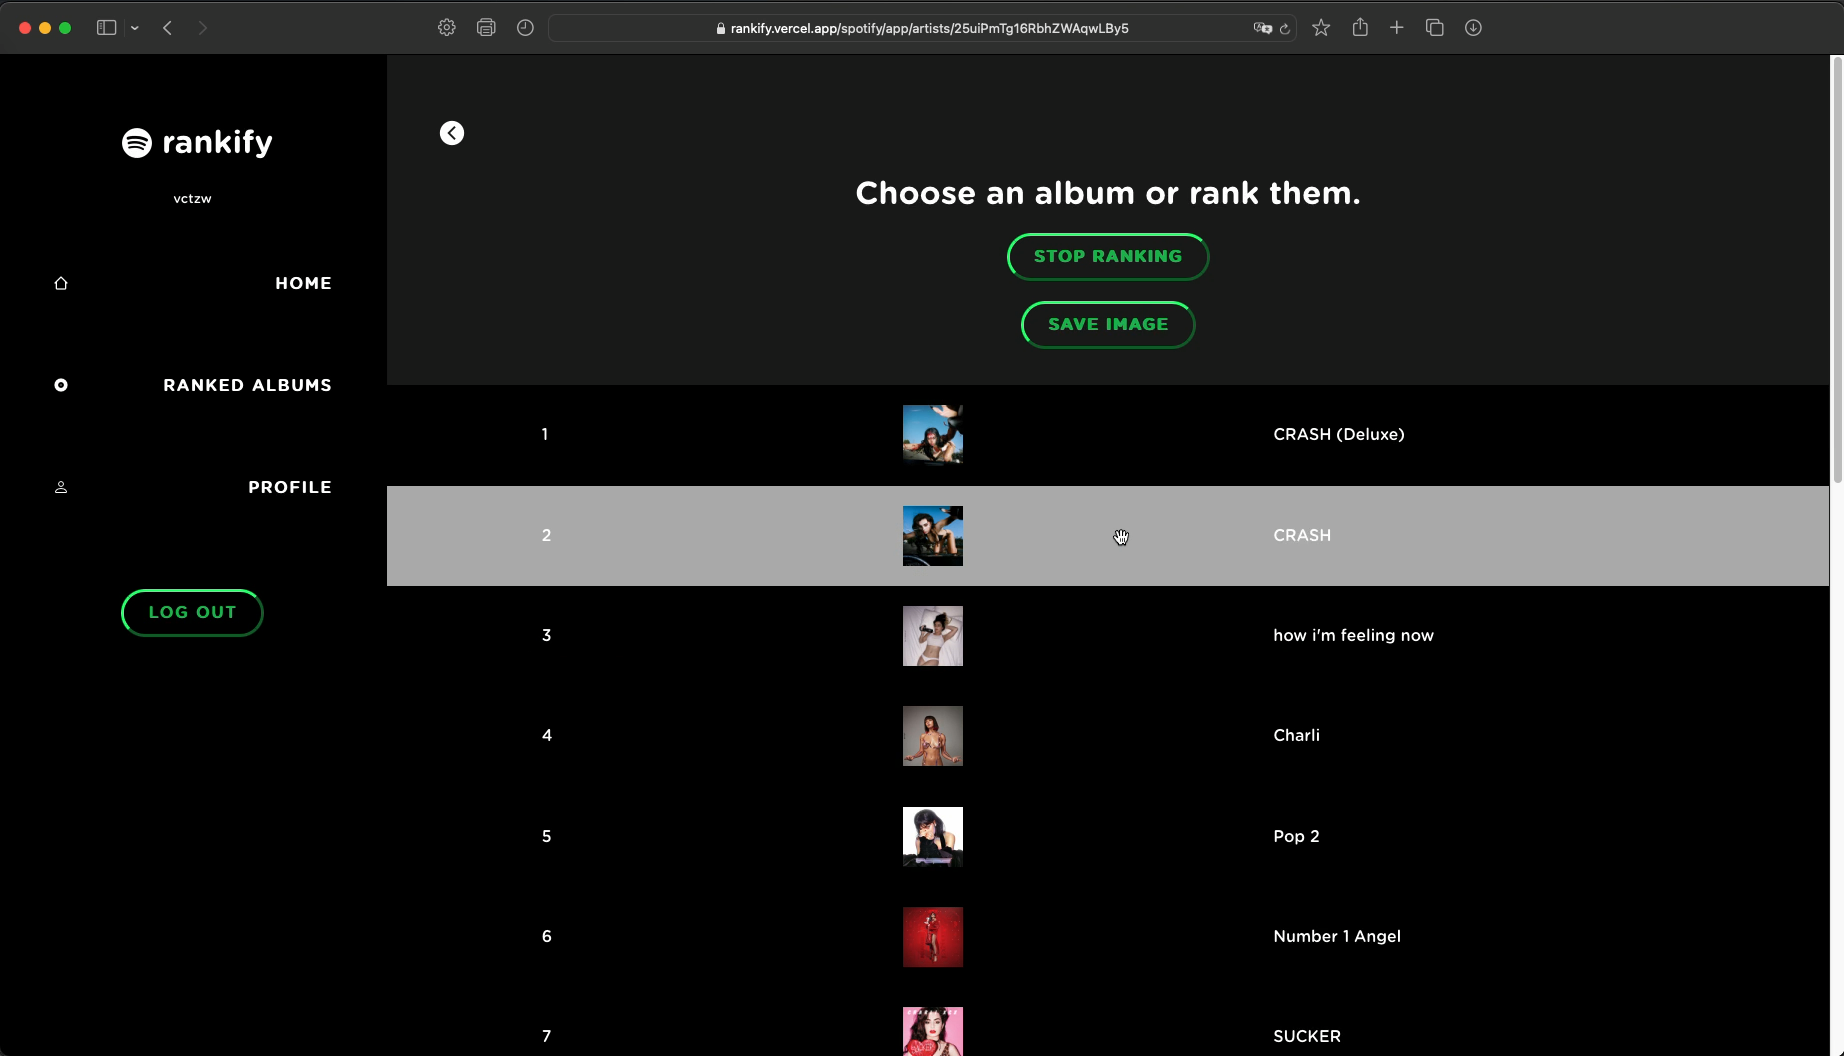 rankify.vercel.app/spotify/app/artists/25uiPmTg16RbhZWAqwLBy5
rankify
vctzw
HOME
RANKED ALBUMS
PROFILE
LOG OUT
Choose an album or rank them.
STOP RANKING
SAVE IMAGE
1 CRASH (Deluxe)
2 CRASH
3 how i'm feeling now
4 Charli
5 Pop 2
6 Number 1 Angel
7 SUCKER